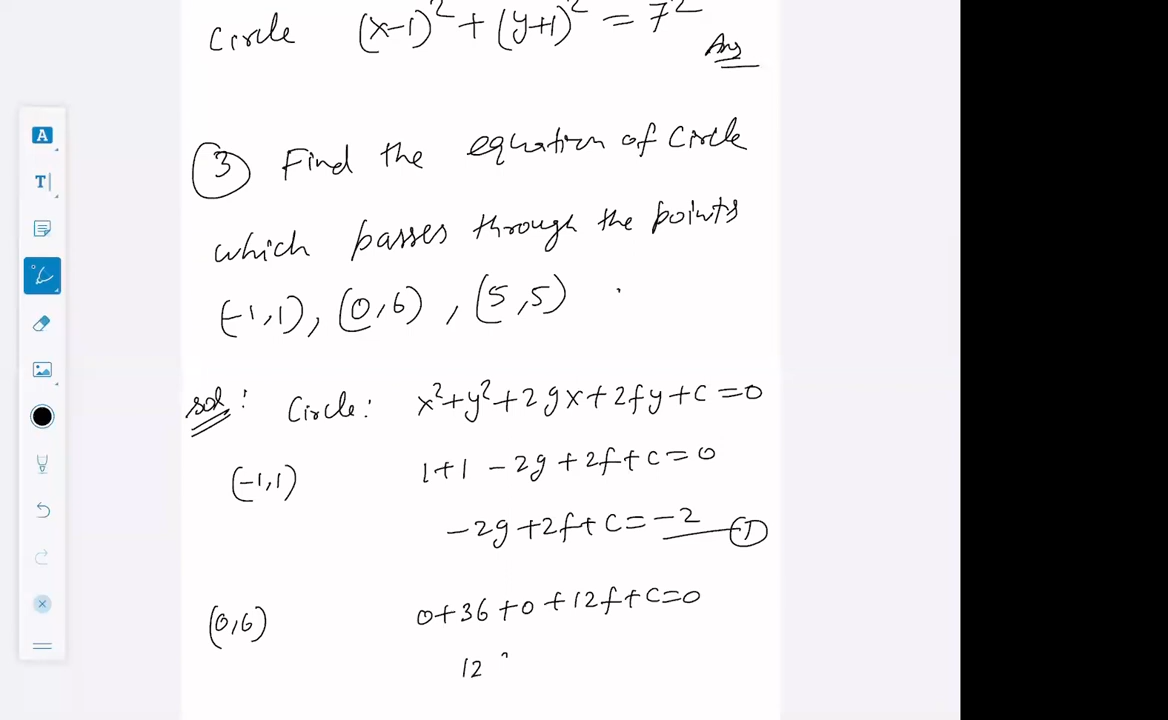 Circle (x-1)² + (y+1)² = 7²
Ans
③ Find the equation of Circle
which passes through the points
(-1,1), (0,6), (5,5) .
Sol: Circle: x²+y²+2gx+2fy+c=0
(-1,1) 1+1-2g+2f+c=0
-2g+2f+c=-2 — ①
(0,6) 0+36+0+12f+c=0
12
A
T|